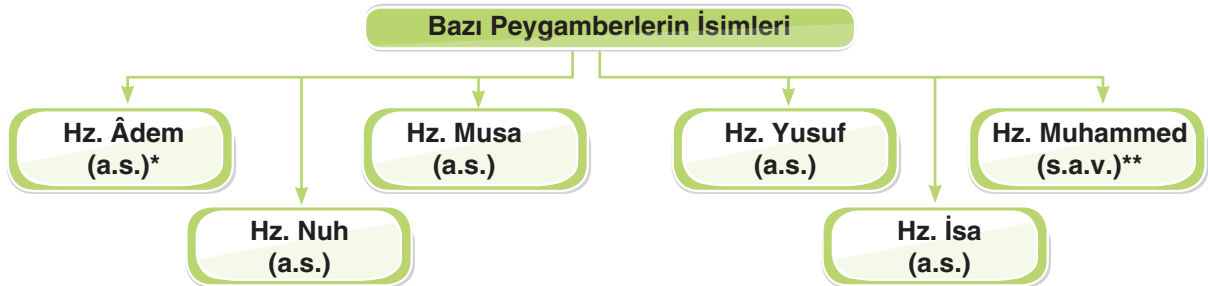 Bazı Peygamberlerin İsimleri
Hz. Âdem
(a.s.)*
Hz. Musa
(a.s.)
Hz. Yusuf
(a.s.)
Hz. Muhammed
(s.a.v.)**
Hz. Nuh
(a.s.)
Hz. İsa
(a.s.)